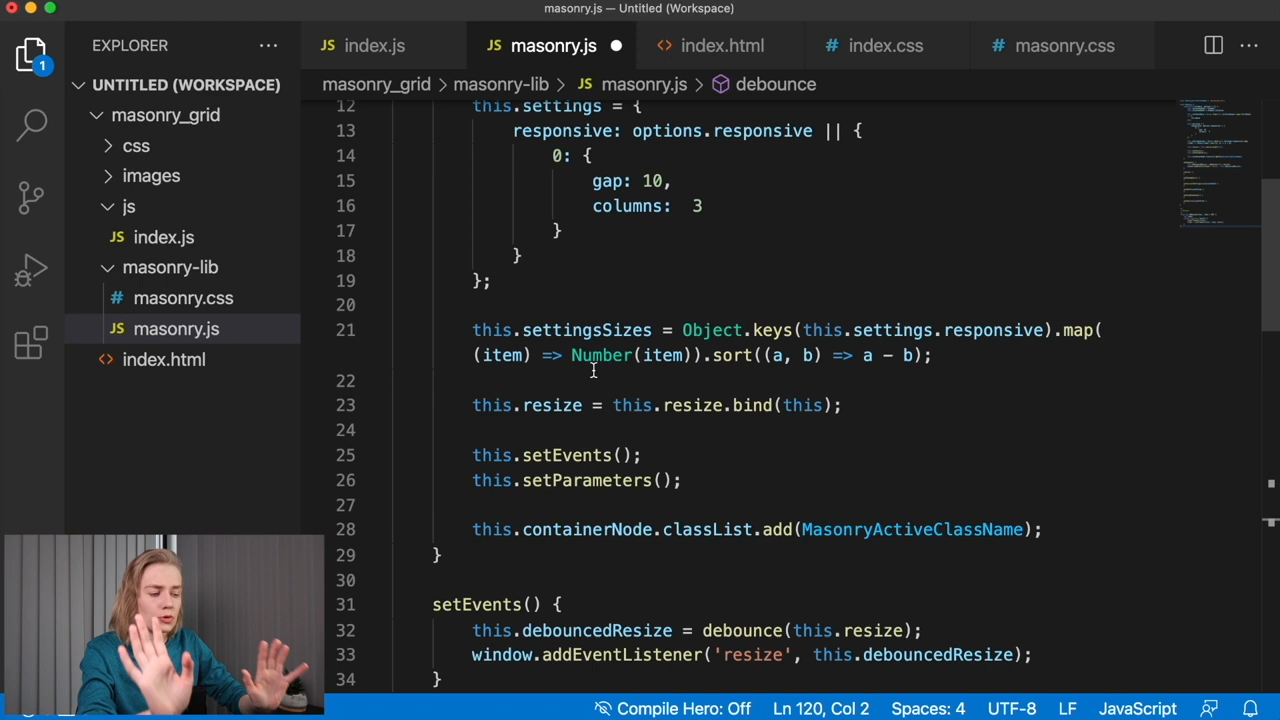 masonry.js — Untitled (Workspace)
EXPLORER
JS index.js
JS masonry.js
<> index.html
# index.css
# masonry.css
1
UNTITLED (WORKSPACE)
masonry_grid > masonry-lib > JS masonry.js > debounce
masonry_grid
css
images
js
JS index.js
masonry-lib
# masonry.css
JS masonry.js
<> index.html
12 this.settings = {
13 responsive: options.responsive || {
14 0: {
15 gap: 10,
16 columns: 3
17 }
18 }
19 };
20
21 this.settingsSizes = Object.keys(this.settings.responsive).map(
(item) => Number(item)).sort((a, b) => a - b);
22
23 this.resize = this.resize.bind(this);
24
25 this.setEvents();
26 this.setParameters();
27
28 this.containerNode.classList.add(MasonryActiveClassName);
29 }
30
31 setEvents() {
32 this.debouncedResize = debounce(this.resize);
33 window.addEventListener('resize', this.debouncedResize);
34 }
Compile Hero: Off Ln 120, Col 2 Spaces: 4 UTF-8 LF JavaScript